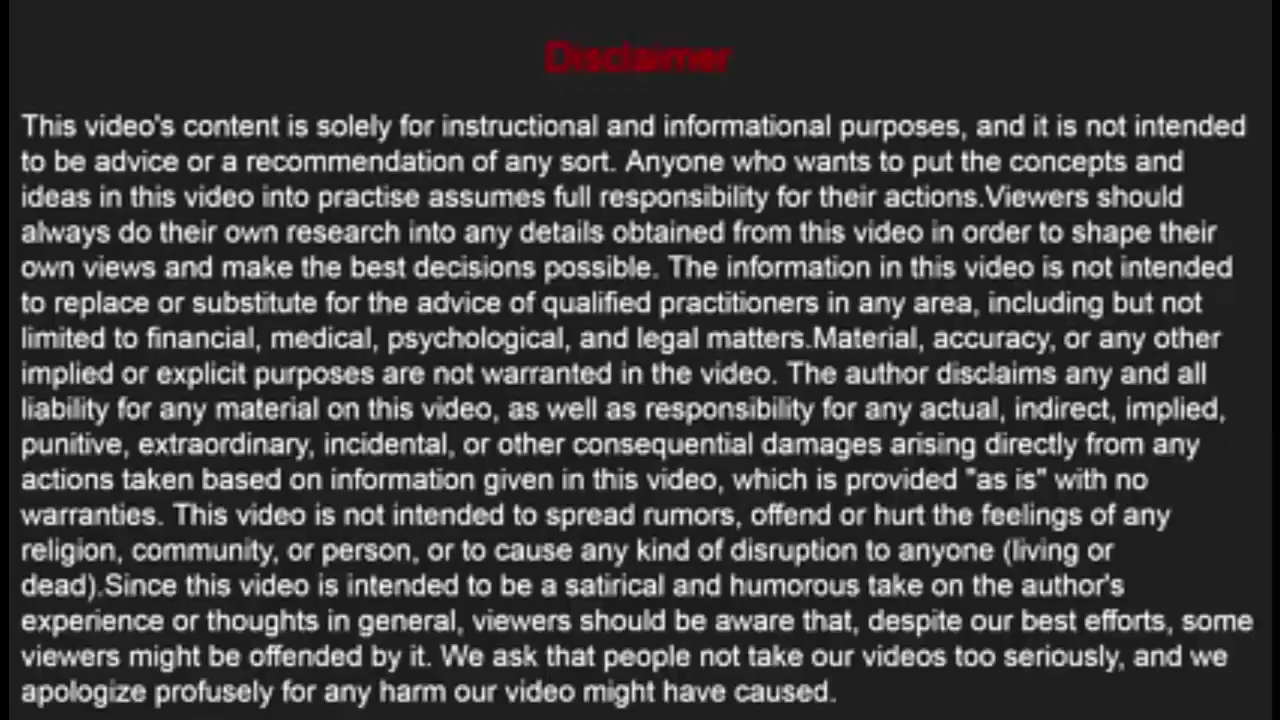 Disclaimer
This video's content is solely for instructional and informational purposes, and it is not intended
to be advice or a recommendation of any sort. Anyone who wants to put the concepts and
ideas in this video into practise assumes full responsibility for their actions.Viewers should
always do their own research into any details obtained from this video in order to shape their
own views and make the best decisions possible. The information in this video is not intended
to replace or substitute for the advice of qualified practitioners in any area, including but not
limited to financial, medical, psychological, and legal matters.Material, accuracy, or any other
implied or explicit purposes are not warranted in the video. The author disclaims any and all
liability for any material on this video, as well as responsibility for any actual, indirect, implied,
punitive, extraordinary, incidental, or other consequential damages arising directly from any
actions taken based on information given in this video, which is provided "as is" with no
warranties. This video is not intended to spread rumors, offend or hurt the feelings of any
religion, community, or person, or to cause any kind of disruption to anyone (living or
dead).Since this video is intended to be a satirical and humorous take on the author's
experience or thoughts in general, viewers should be aware that, despite our best efforts, some
viewers might be offended by it. We ask that people not take our videos too seriously, and we
apologize profusely for any harm our video might have caused.